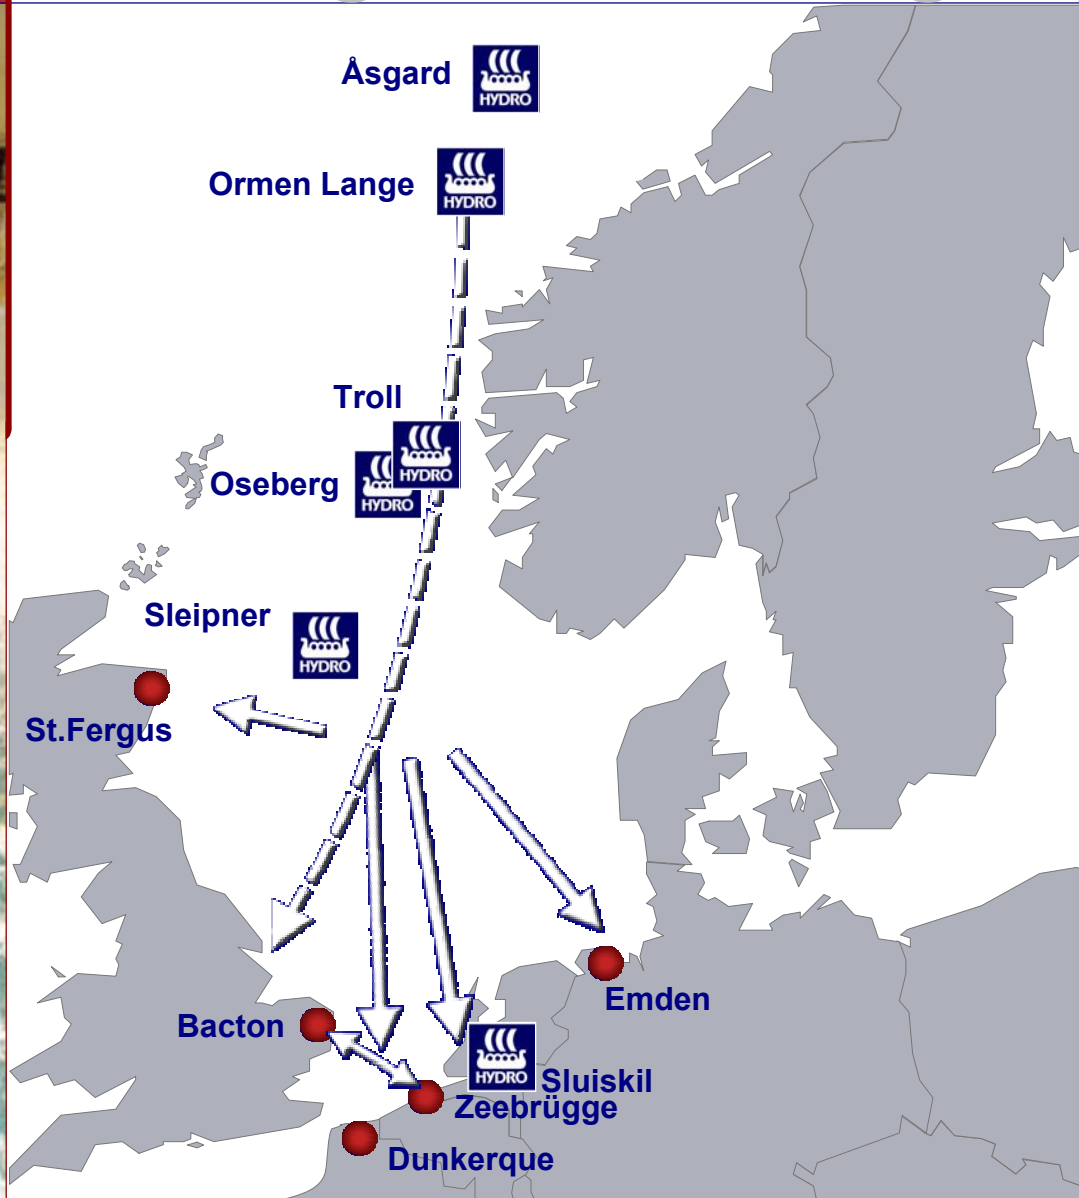 Åsgard
HYDRO
Ormen Lange
HYDRO
Troll
HYDRO
Oseberg
HYDRO
Sleipner
HYDRO
St.Fergus
Emden
Bacton
HYDRO
Sluiskil
Zeebrügge
Dunkerque